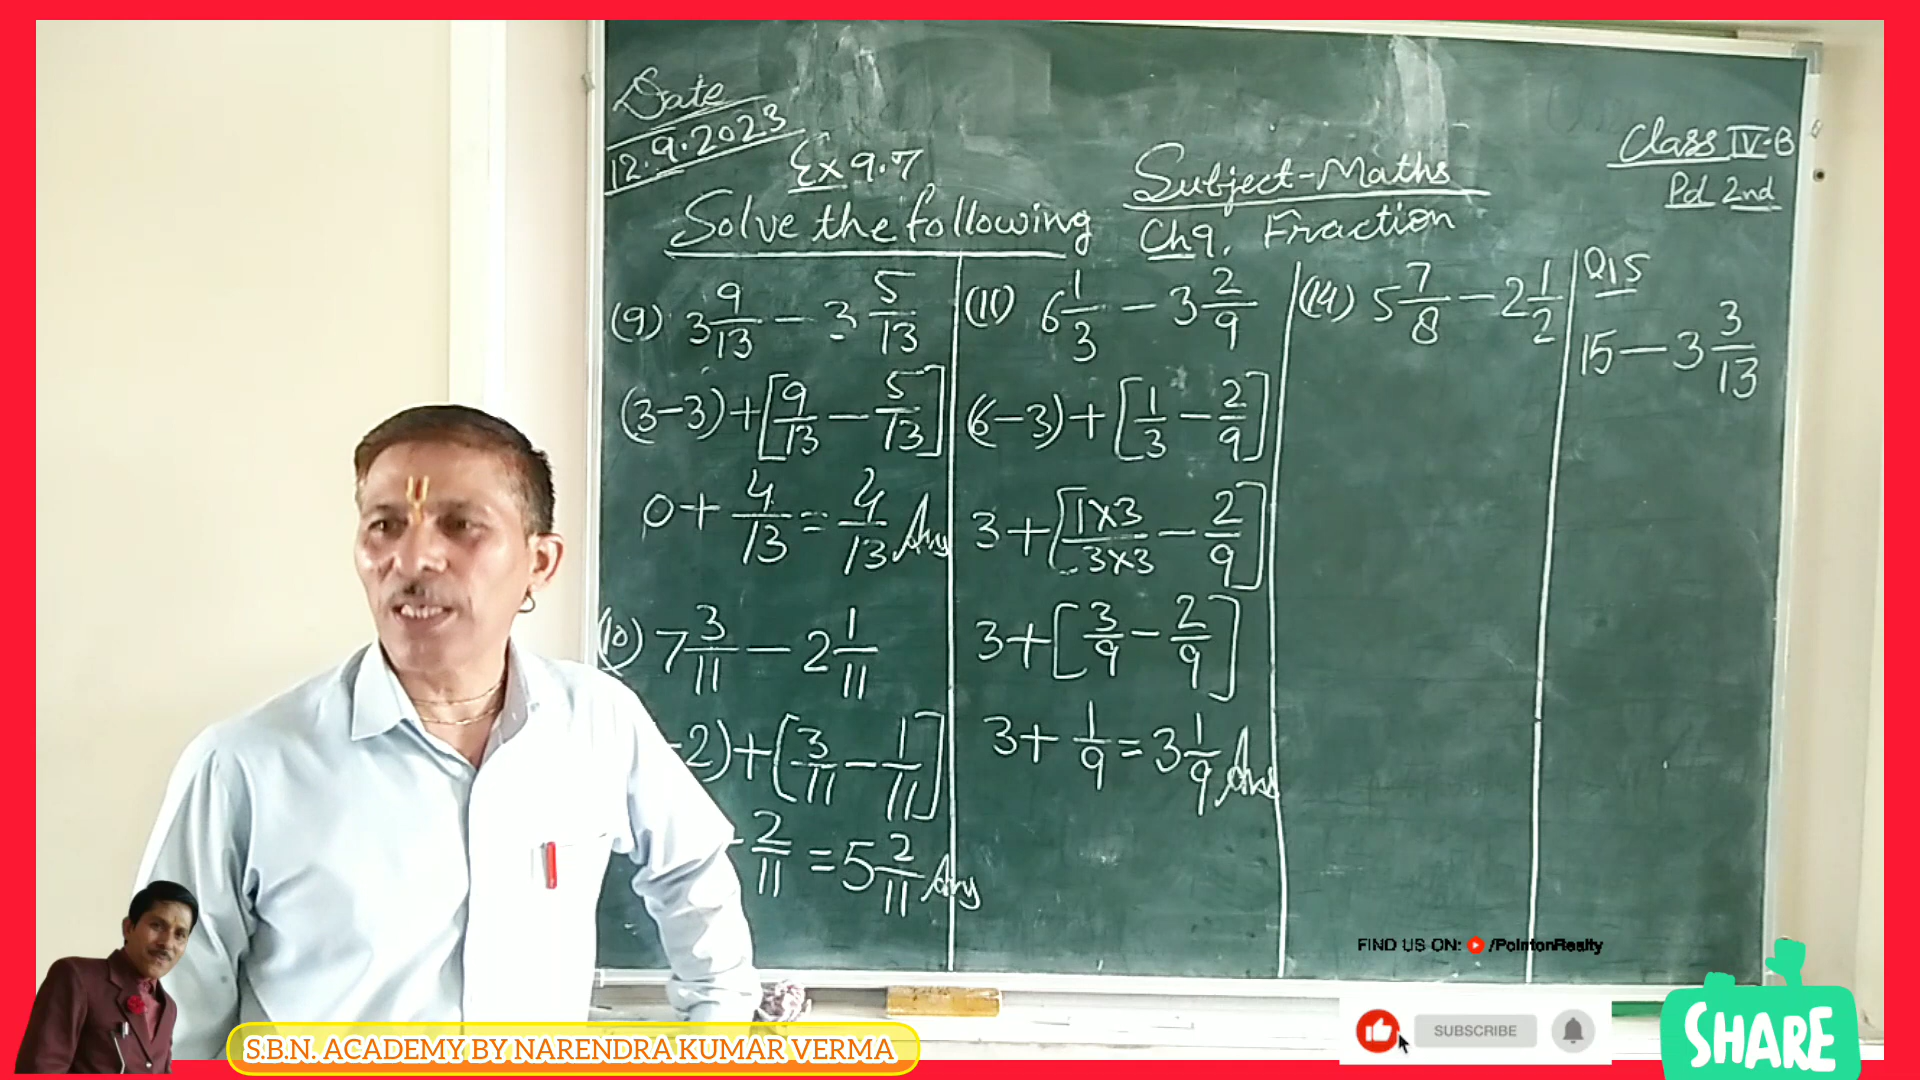 Date
12.9.2023
Ex 9.7
Subject-Maths
Class IV-B
Pd 2nd
Solve the following
Ch 9. Fraction
(9) 3 9/13 - 3 5/13
(3-3)+[9/13 - 5/13]
0+ 4/13 = 4/13 Ans
(10) 7 3/11 - 2 1/11
-2)+(3/11 - 1/11]
2/11 = 5 2/11 Ans
(11) 6 1/3 - 3 2/9
(6-3)+[1/3 - 2/9]
3+[1×3/3×3 - 2/9]
3+[3/9 - 2/9]
3+ 1/9 = 3 1/9 Ans
(14) 5 7/8 - 2 1/2
Q15
15 - 3 3/13
FIND US ON: /PointonRealty
SUBSCRIBE
SHARE
S.B.N. ACADEMY BY NARENDRA KUMAR VERMA